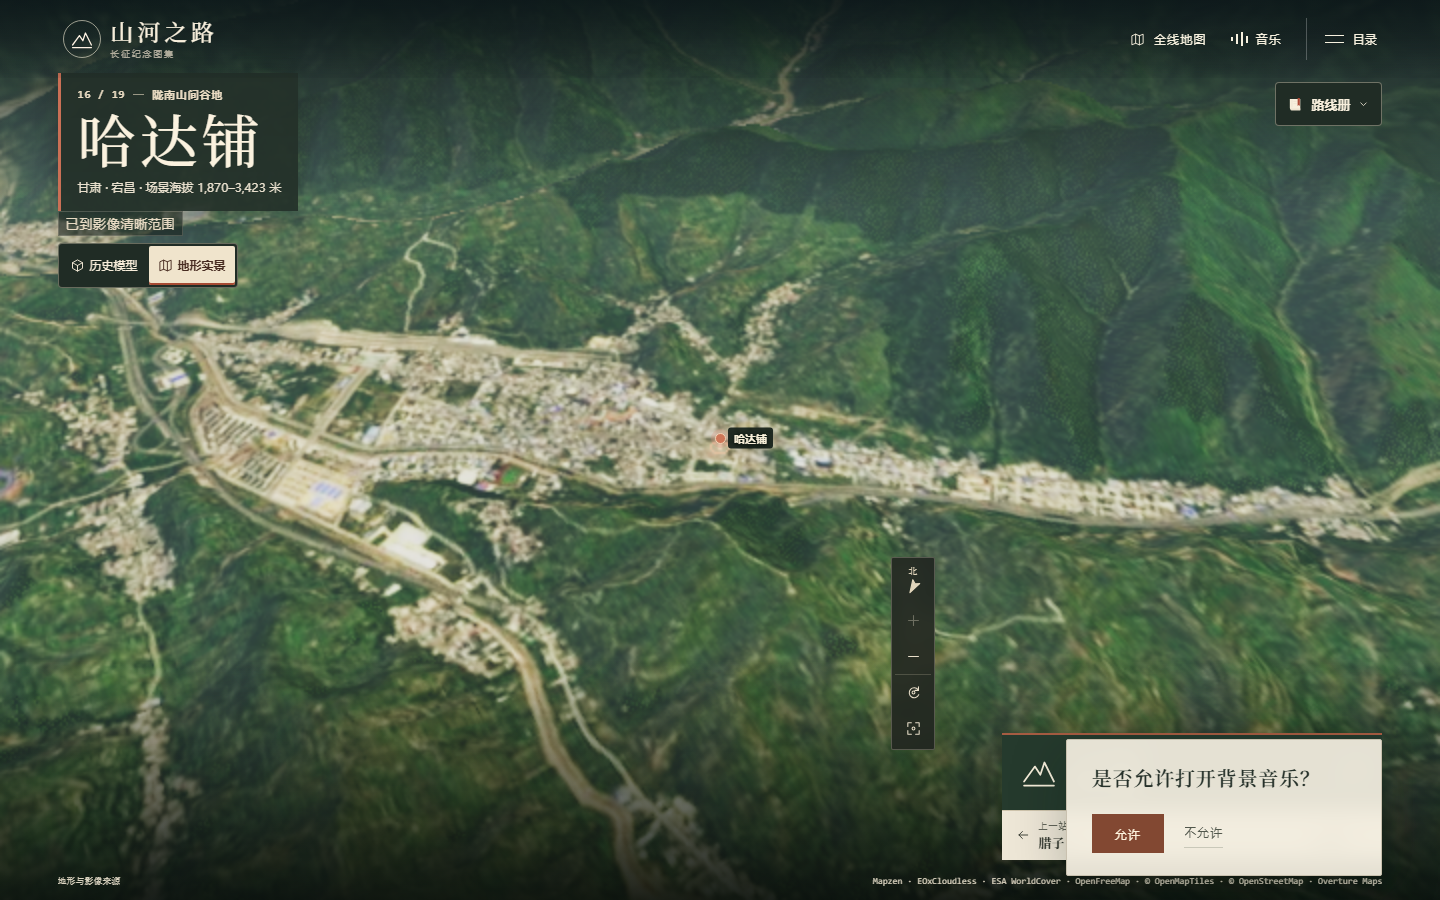 山河之路
长征纪念图集
全线地图
音乐
目录
16 / 19 — 陇南山间谷地
哈达铺
甘肃 · 宕昌 · 场景海拔 1,870–3,423 米
已到影像清晰范围
历史模型
地形实景
路线册
哈达铺
北
上一站
腊子
是否允许打开背景音乐？
允许
不允许
地形与影像来源
Mapzen · EOxCloudless · ESA WorldCover · OpenFreeMap · © OpenMapTiles · © OpenStreetMap · Overture Maps